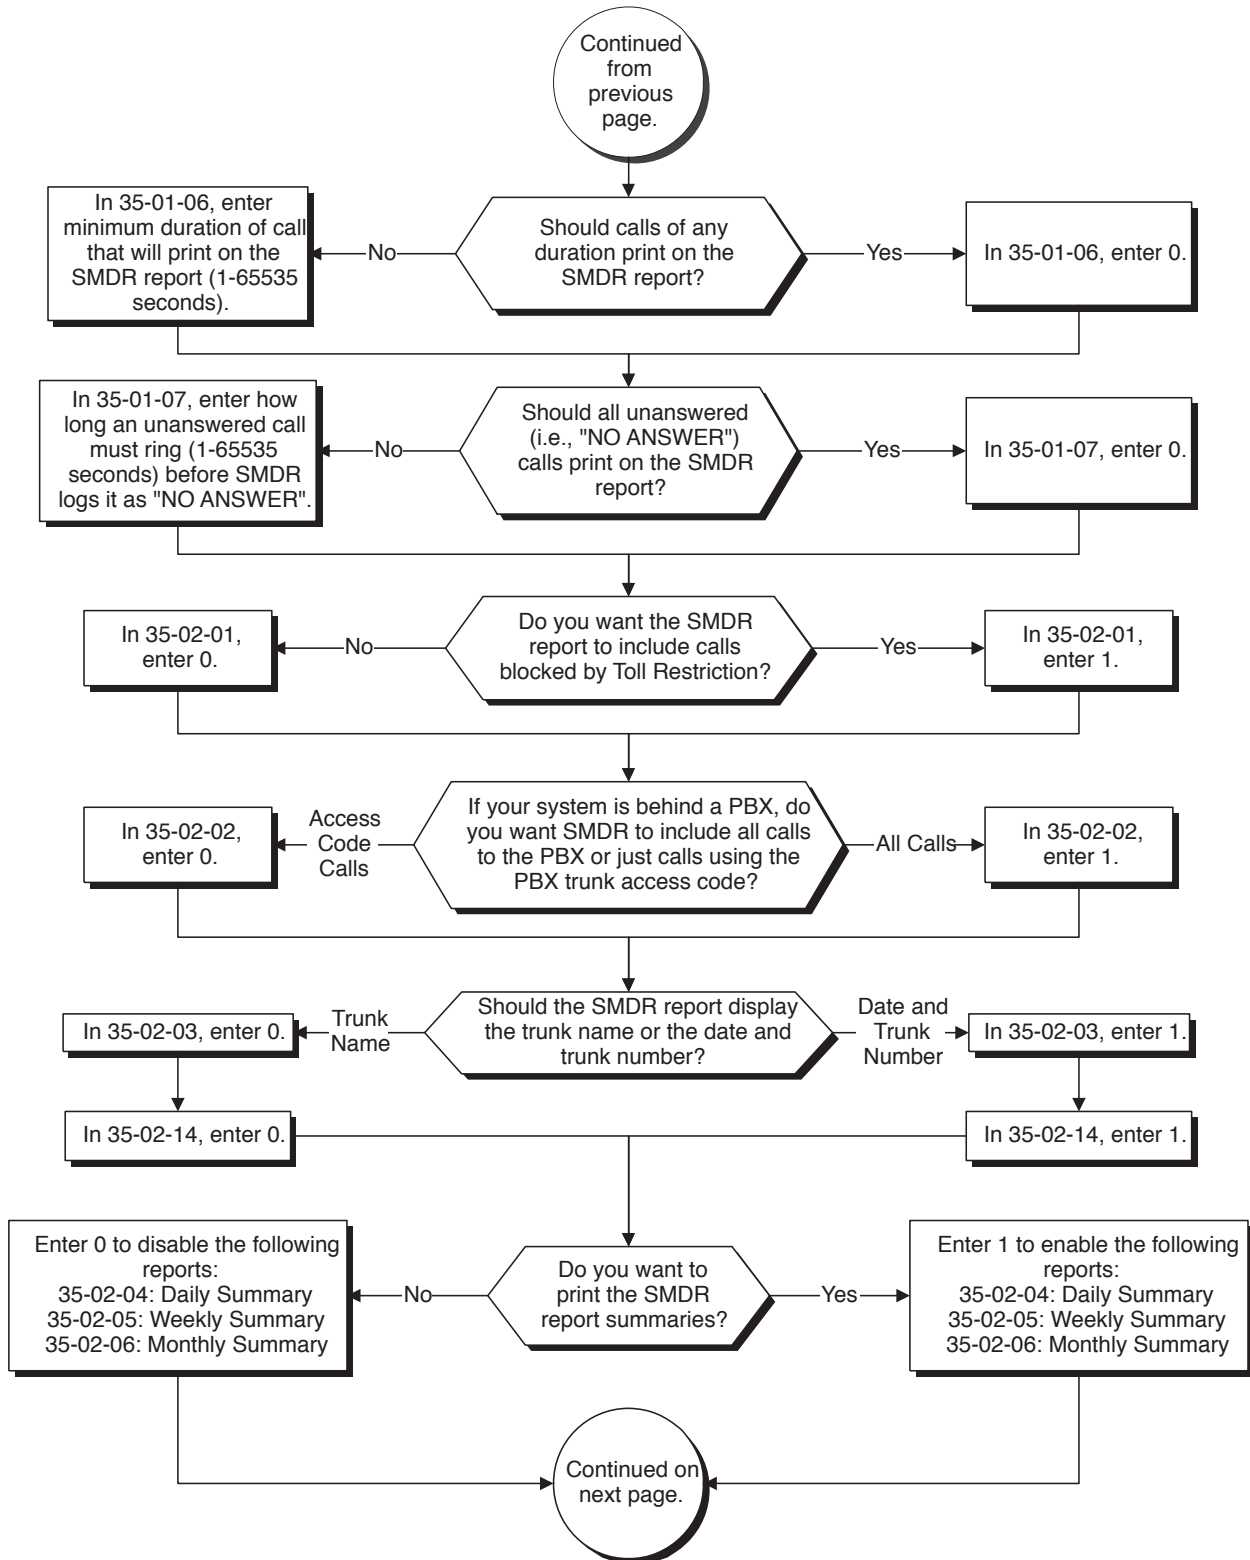 Continued
from
previous
page.
In 35-01-06, enter
minimum duration of call
that will print on the
SMDR report (1-65535
seconds).
No
Should calls of any
duration print on the
SMDR report?
Yes
In 35-01-06, enter 0.
In 35-01-07, enter how
long an unanswered call
must ring (1-65535
seconds) before SMDR
logs it as "NO ANSWER".
No
Should all unanswered
(i.e., "NO ANSWER")
calls print on the SMDR
report?
Yes
In 35-01-07, enter 0.
In 35-02-01,
enter 0.
No
Do you want the SMDR
report to include calls
blocked by Toll Restriction?
Yes
In 35-02-01,
enter 1.
In 35-02-02,
enter 0.
Access
Code
Calls
If your system is behind a PBX, do
you want SMDR to include all calls
to the PBX or just calls using the
PBX trunk access code?
All Calls
In 35-02-02,
enter 1.
In 35-02-03, enter 0.
Trunk
Name
Should the SMDR report display
the trunk name or the date and
trunk number?
Date and
Trunk
Number
In 35-02-03, enter 1.
In 35-02-14, enter 0.
In 35-02-14, enter 1.
Enter 0 to disable the following
reports:
35-02-04: Daily Summary
35-02-05: Weekly Summary
35-02-06: Monthly Summary
No
Do you want to
print the SMDR
report summaries?
Yes
Enter 1 to enable the following
reports:
35-02-04: Daily Summary
35-02-05: Weekly Summary
35-02-06: Monthly Summary
Continued on
next page.